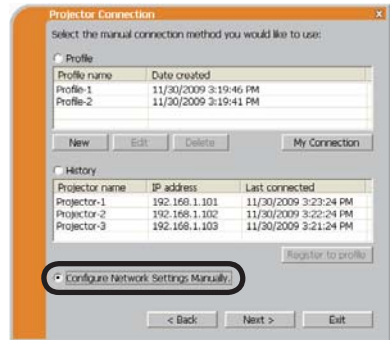 Projector Connection
Select the manual connection method you would like to use:
Profile
Profile name Date created
Profile-1 11/30/2009 3:19:46 PM
Profile-2 11/30/2009 3:19:41 PM
New Edit Delete My Connection
History
Projector name IP address Last connected
Projector-1 192.168.1.101 11/30/2009 3:23:24 PM
Projector-2 192.168.1.102 11/30/2009 3:22:24 PM
Projector-3 192.168.1.103 11/30/2009 3:21:24 PM
Register to profile
Configure Network Settings Manually.
< Back Next > Exit